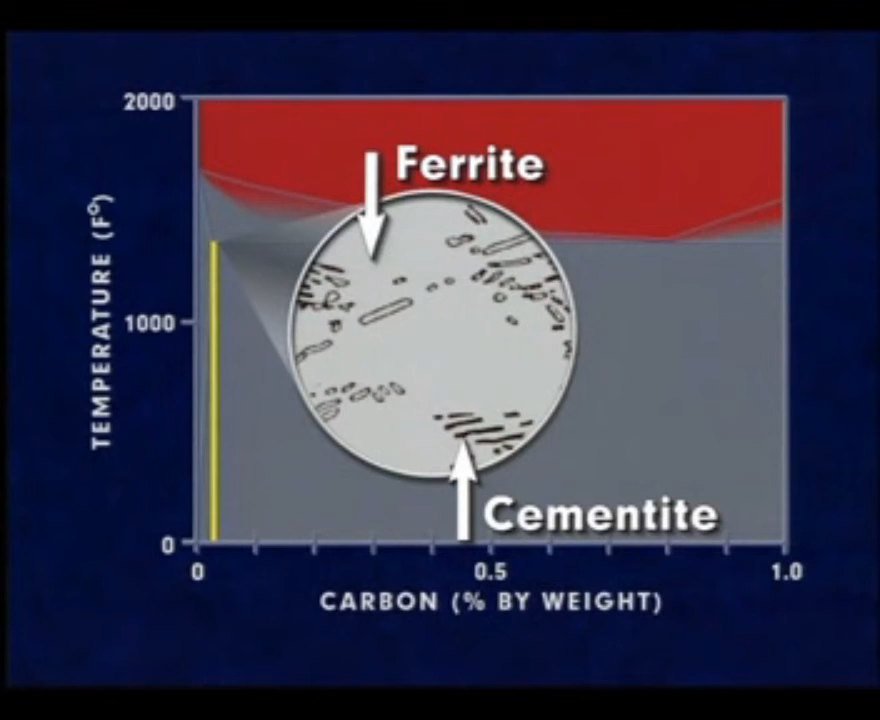 2000
Ferrite
TEMPERATURE (F°)
1000
Cementite
0
0 0.5 1.0
CARBON (% BY WEIGHT)